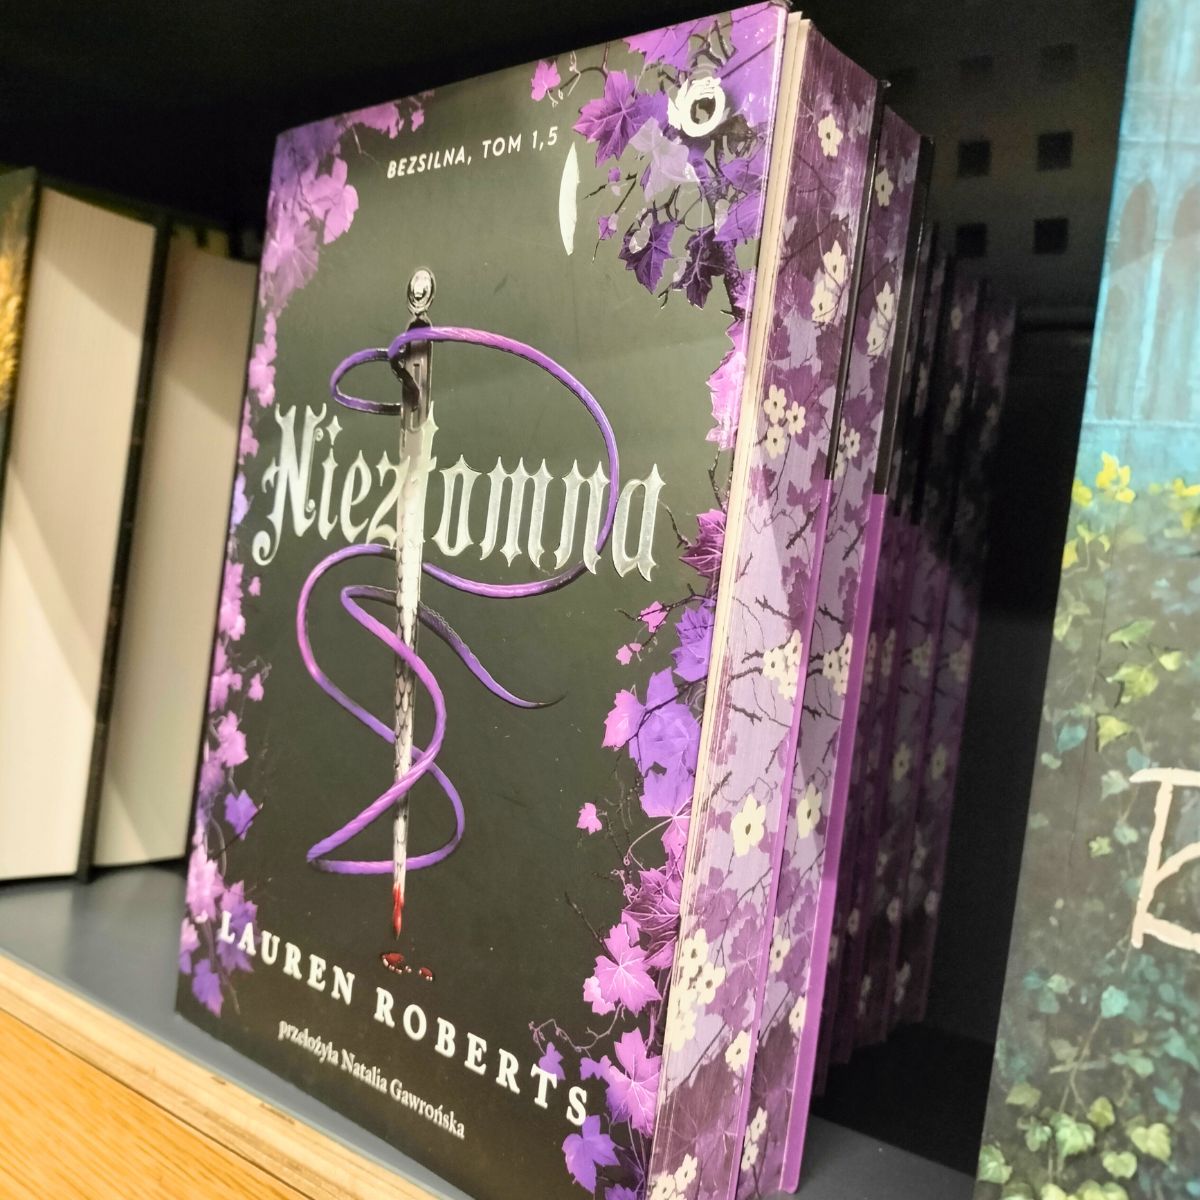 BEZSILNA, TOM 1,5
Niezłomna
LAUREN ROBERTS
przełożyła Natalia Gawrońska